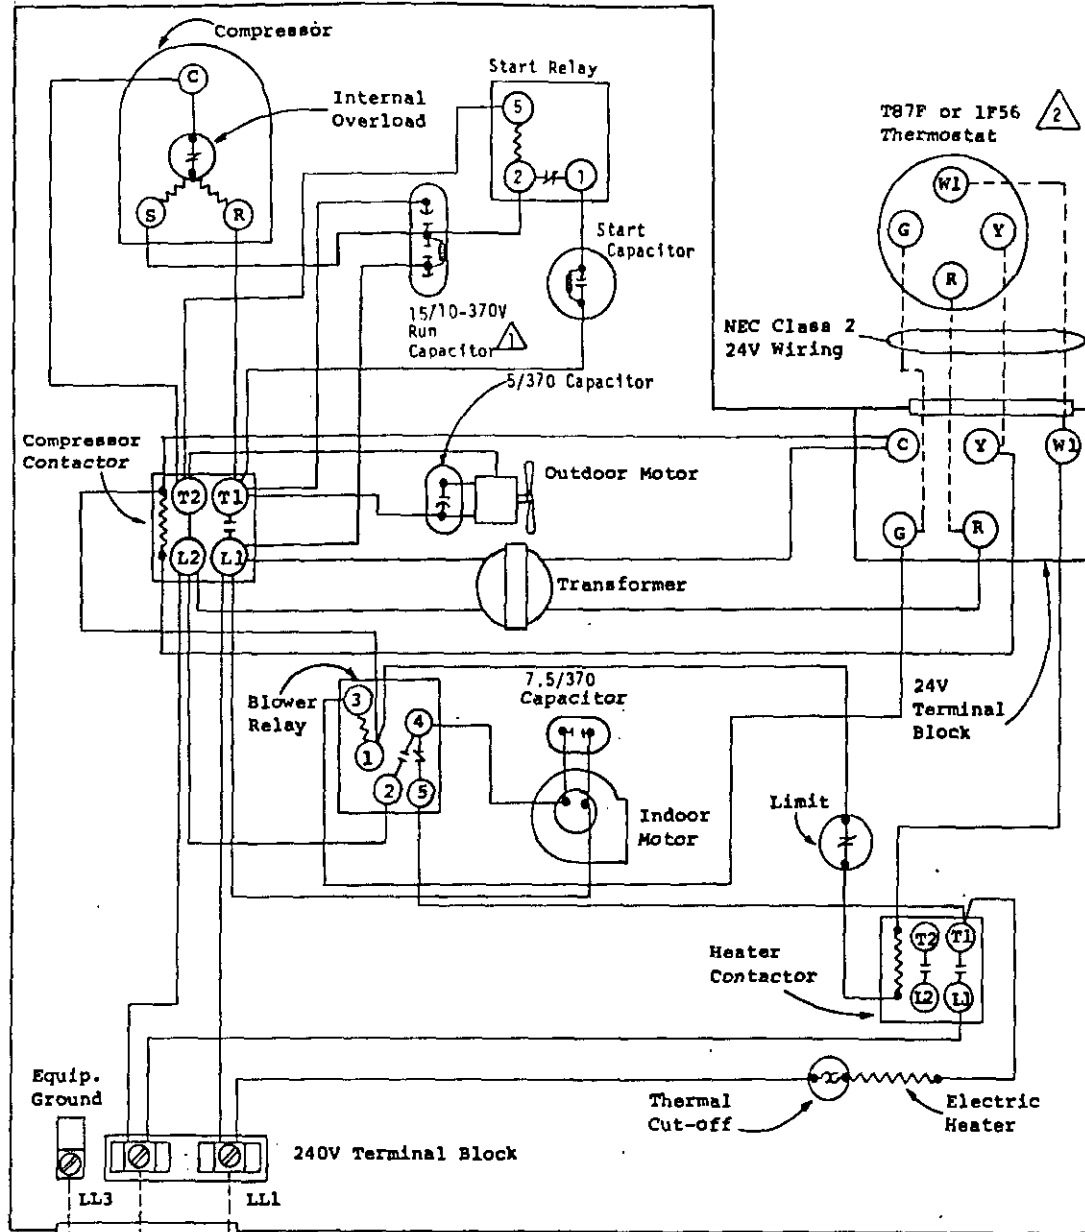 Compressor
C
Internal
Overload
S
R
Start Relay
5
2
1
Start
Capacitor
15/10-370V
Run
Capacitor
1
5/370 Capacitor
T87F or 1F56
Thermostat
2
W1
G
Y
R
NEC Class 2
24V Wiring
Compressor
Contactor
T2
T1
L2
L1
Outdoor Motor
Transformer
C
Y
W1
G
R
24V
Terminal
Block
Blower
Relay
3
4
1
2
5
7.5/370
Capacitor
Indoor
Motor
Limit
Heater
Contactor
T2
T1
L2
L1
Thermal
Cut-off
Electric
Heater
Equip.
Ground
240V Terminal Block
LL3
LL1